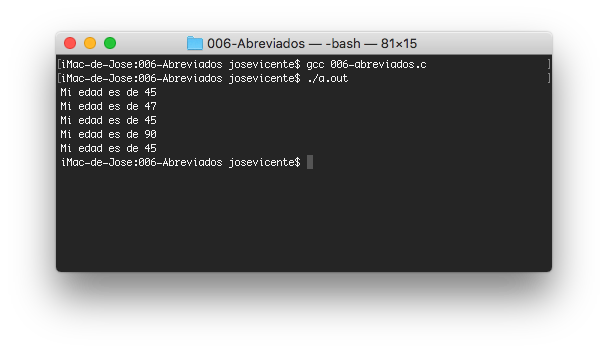 006-Abreviados — -bash — 81×15
[iMac-de-Jose:006-Abreviados josevicente$ gcc 006-abreviados.c ]
[iMac-de-Jose:006-Abreviados josevicente$ ./a.out ]
Mi edad es de 45
Mi edad es de 47
Mi edad es de 45
Mi edad es de 90
Mi edad es de 45
iMac-de-Jose:006-Abreviados josevicente$